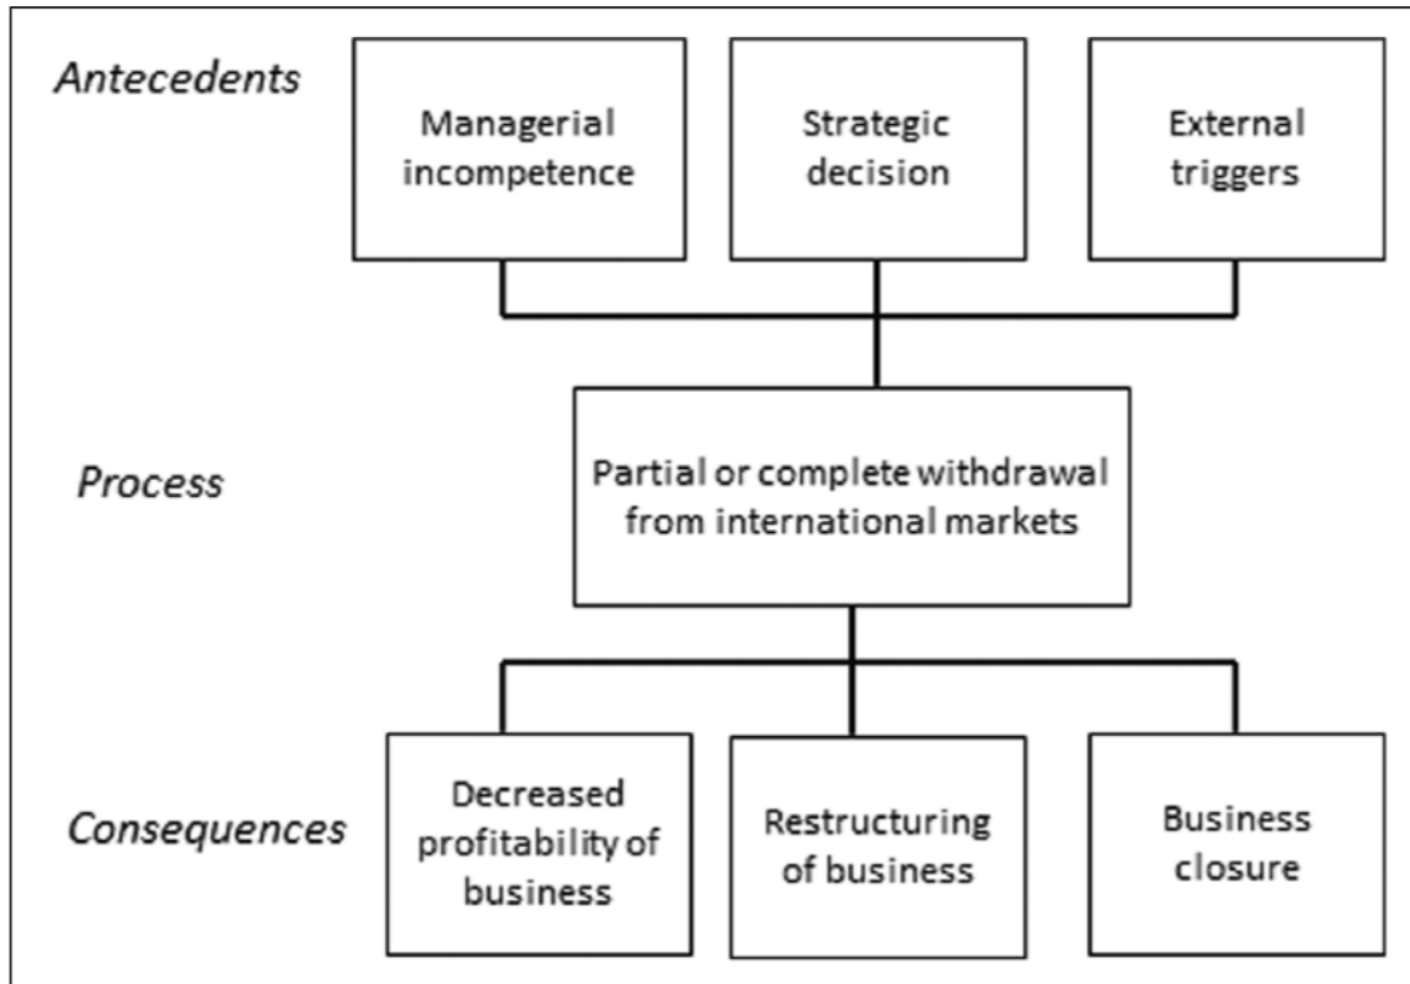 Antecedents
Managerial
incompetence
Strategic
decision
External
triggers
Process
Partial or complete withdrawal
from international markets
Consequences
Decreased
profitability of
business
Restructuring
of business
Business
closure